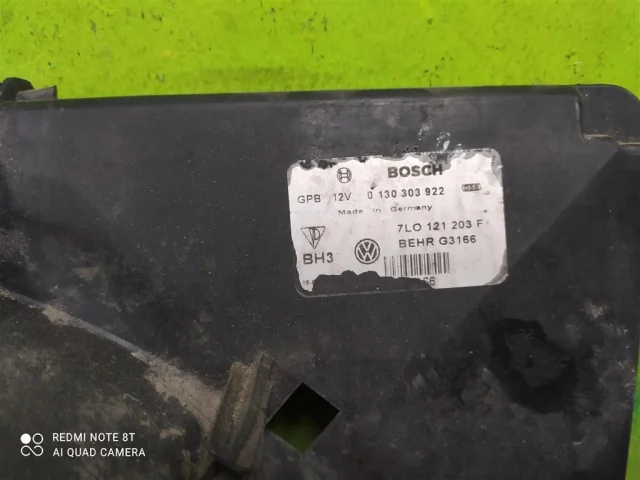 BOSCH
GPB 12V 0 130 303 922
Made in Germany
7L0 121 203 F
BH3 BEHR G3166
REDMI NOTE 8T
AI QUAD CAMERA